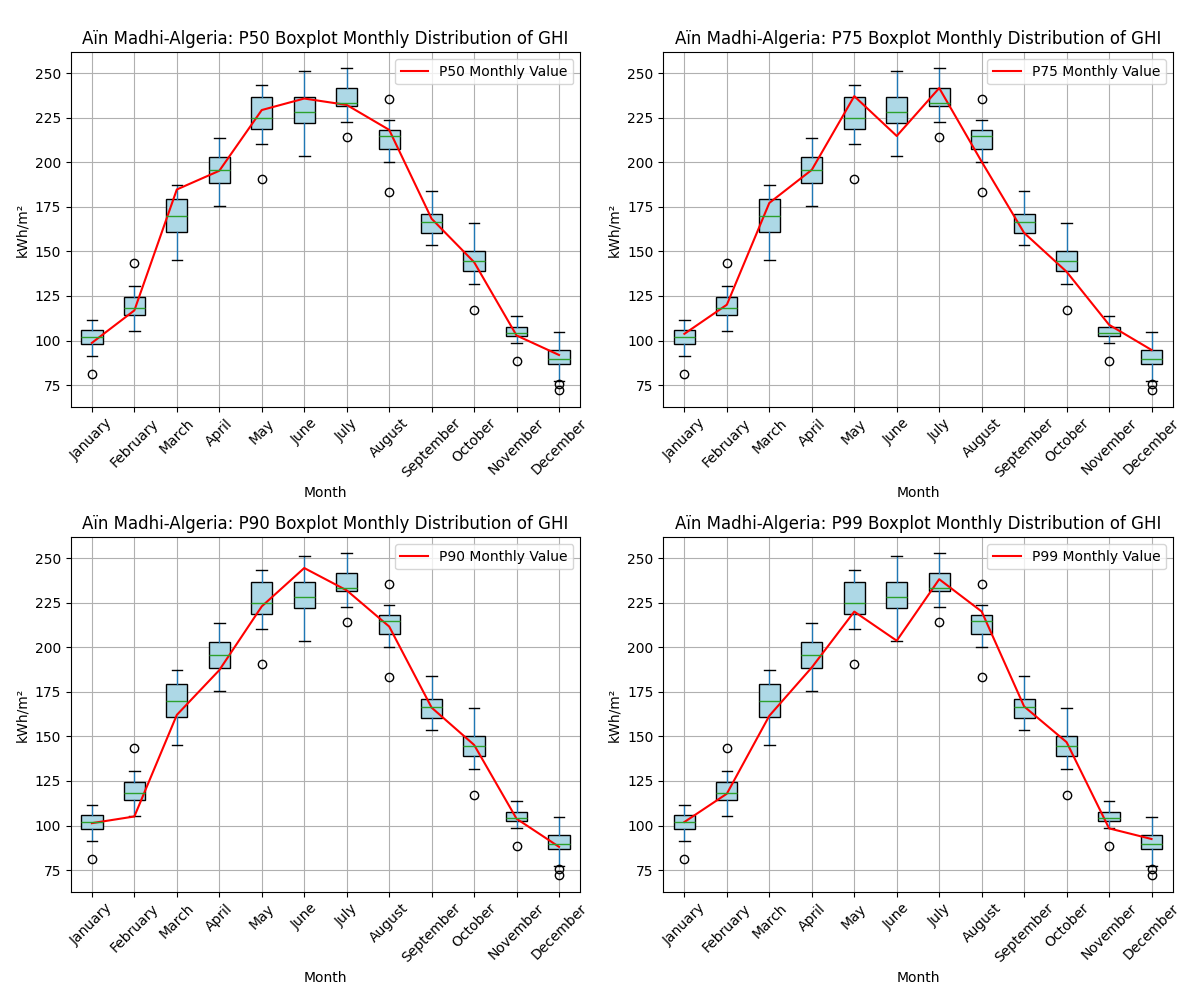 Aïn Madhi-Algeria: P50 Boxplot Monthly Distribution of GHI
P50 Monthly Value
250
225
200
175
150
125
100
75
kWh/m²
January
February
March
April
May
June
July
August
September
October
November
December
Month
Aïn Madhi-Algeria: P75 Boxplot Monthly Distribution of GHI
P75 Monthly Value
250
225
200
175
150
125
100
75
kWh/m²
January
February
March
April
May
June
July
August
September
October
November
December
Month
Aïn Madhi-Algeria: P90 Boxplot Monthly Distribution of GHI
P90 Monthly Value
250
225
200
175
150
125
100
75
kWh/m²
January
February
March
April
May
June
July
August
September
October
November
December
Month
Aïn Madhi-Algeria: P99 Boxplot Monthly Distribution of GHI
P99 Monthly Value
250
225
200
175
150
125
100
75
kWh/m²
January
February
March
April
May
June
July
August
September
October
November
December
Month